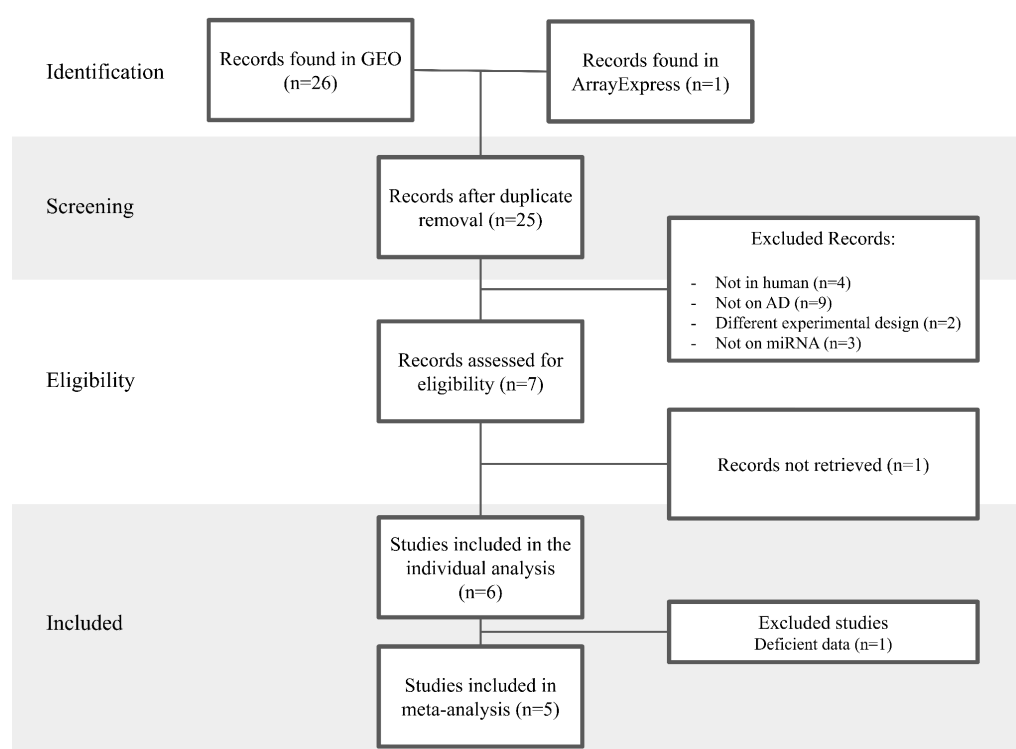 Identification
Records found in GEO
(n=26)
Records found in
ArrayExpress (n=1)
Screening
Records after duplicate
removal (n=25)
Excluded Records:
- Not in human (n=4)
- Not on AD (n=9)
- Different experimental design (n=2)
- Not on miRNA (n=3)
Eligibility
Records assessed for
eligibility (n=7)
Records not retrieved (n=1)
Included
Studies included in the
individual analysis
(n=6)
Excluded studies
Deficient data (n=1)
Studies included in
meta-analysis (n=5)